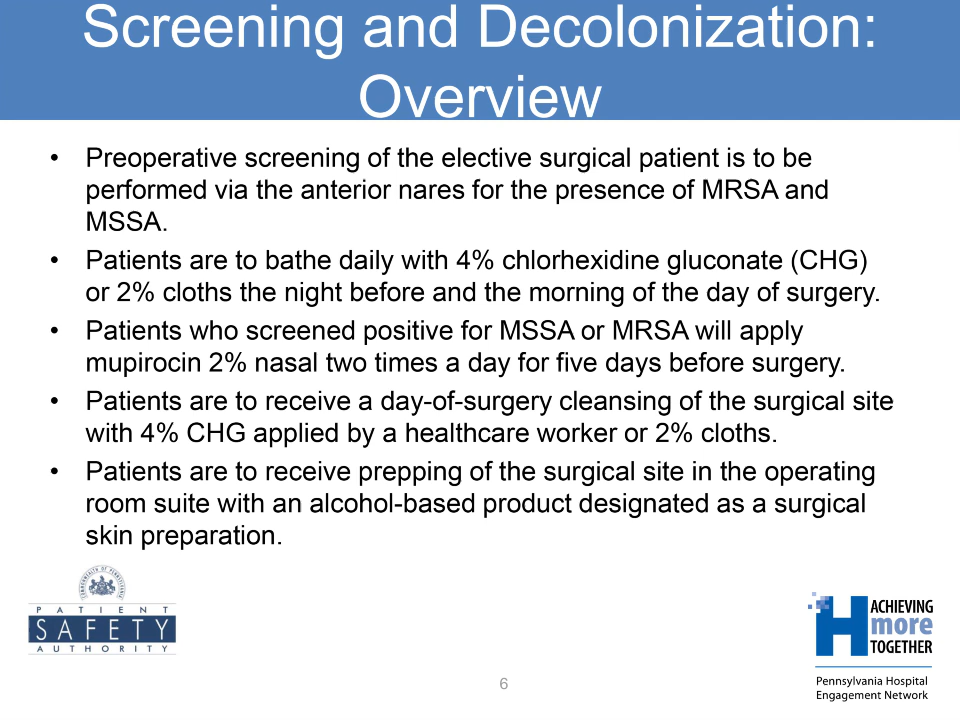 Screening and Decolonization:
Overview
• Preoperative screening of the elective surgical patient is to be
performed via the anterior nares for the presence of MRSA and
MSSA.
• Patients are to bathe daily with 4% chlorhexidine gluconate (CHG)
or 2% cloths the night before and the morning of the day of surgery.
• Patients who screened positive for MSSA or MRSA will apply
mupirocin 2% nasal two times a day for five days before surgery.
• Patients are to receive a day-of-surgery cleansing of the surgical site
with 4% CHG applied by a healthcare worker or 2% cloths.
• Patients are to receive prepping of the surgical site in the operating
room suite with an alcohol-based product designated as a surgical
skin preparation.
COMMONWEALTH OF PENNSYLVANIA
PATIENT
SAFETY
AUTHORITY
H ACHIEVING
more
TOGETHER
Pennsylvania Hospital
Engagement Network
6